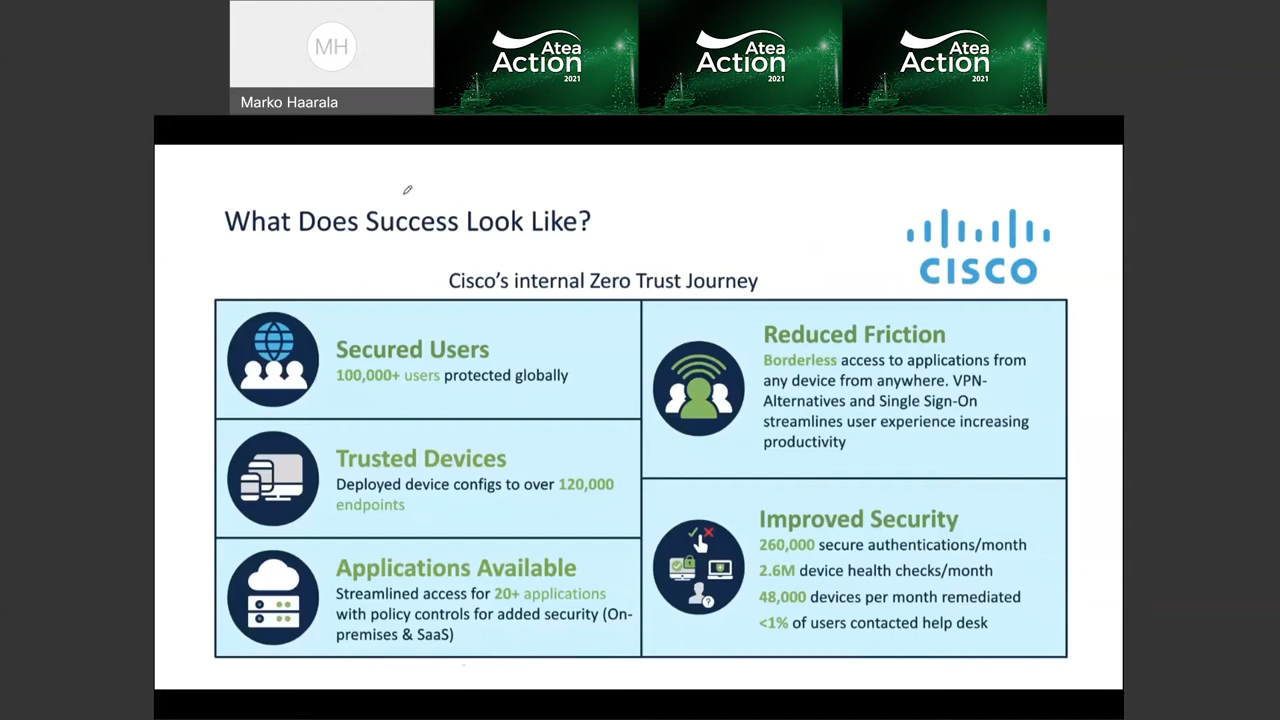 MH
Marko Haarala
Atea
Action
2021
Atea
Action
2021
Atea
Action
2021
What Does Success Look Like?
CISCO
Cisco's internal Zero Trust Journey
Secured Users
100,000+ users protected globally
Trusted Devices
Deployed device configs to over 120,000
endpoints
Applications Available
Streamlined access for 20+ applications
with policy controls for added security (On-
premises & SaaS)
Reduced Friction
Borderless access to applications from
any device from anywhere. VPN-
Alternatives and Single Sign-On
streamlines user experience increasing
productivity
Improved Security
260,000 secure authentications/month
2.6M device health checks/month
48,000 devices per month remediated
<1% of users contacted help desk